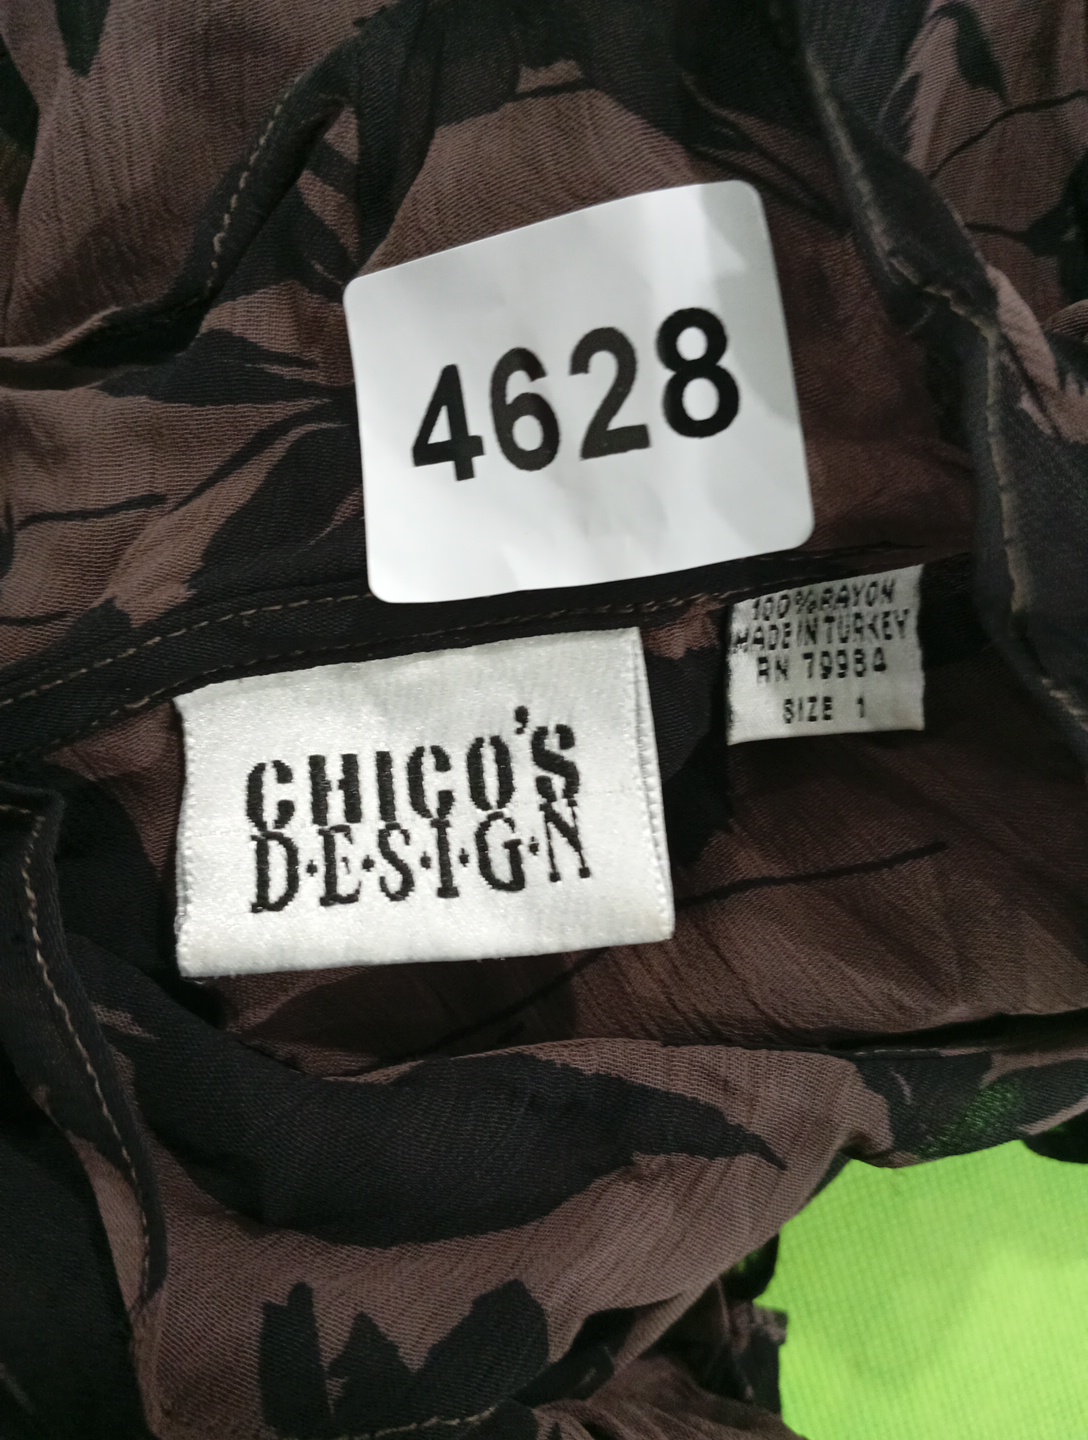 4628
100% RAYON
MADE IN TURKEY
RN 79984
SIZE 1
CHICO'S
D·E·S·I·G·N